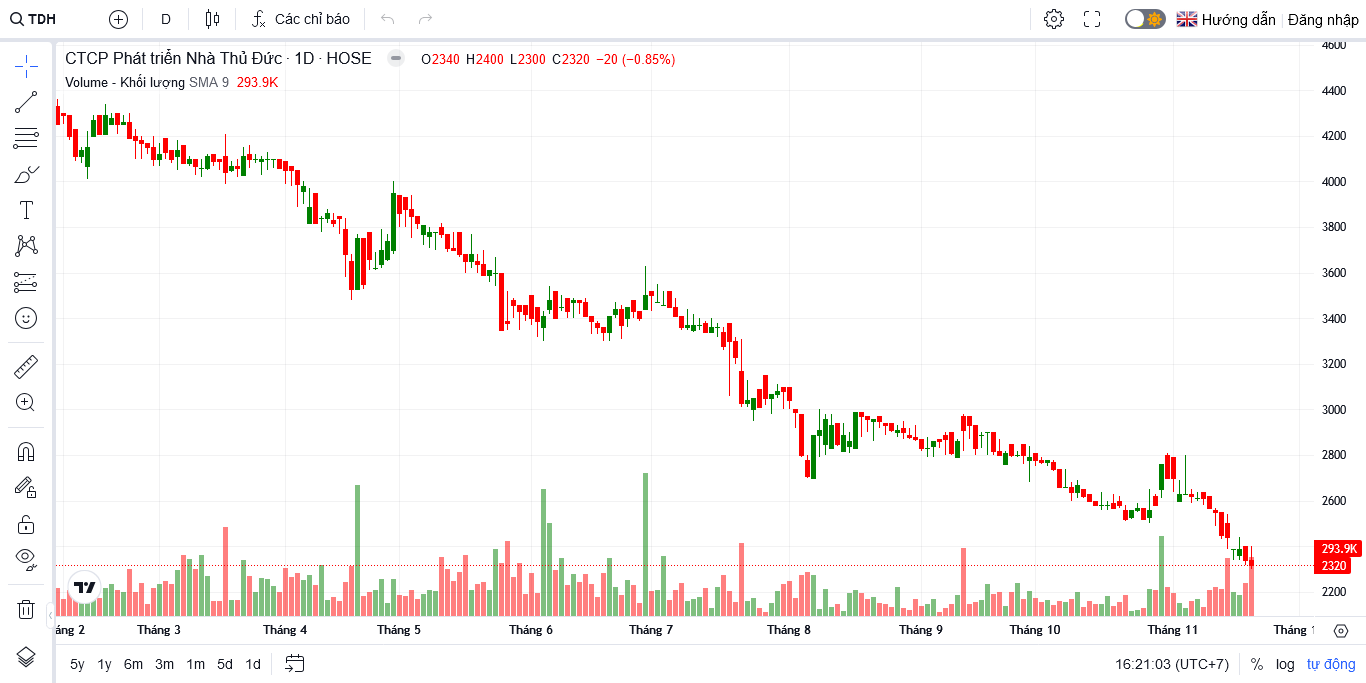 TDH D Các chỉ báo Hướng dẫn Đăng nhập
CTCP Phát triển Nhà Thủ Đức · 1D · HOSE O2340 H2400 L2300 C2320 −20 (−0.85%)
Volume - Khối lượng SMA 9 293.9K
4600
4400
4200
4000
3800
3600
3400
3200
3000
2800
2600
293.9K
2320
2200
áng 2 Tháng 3 Tháng 4 Tháng 5 Tháng 6 Tháng 7 Tháng 8 Tháng 9 Tháng 10 Tháng 11 Tháng 1
5y 1y 6m 3m 1m 5d 1d 16:21:03 (UTC+7) % log tự động